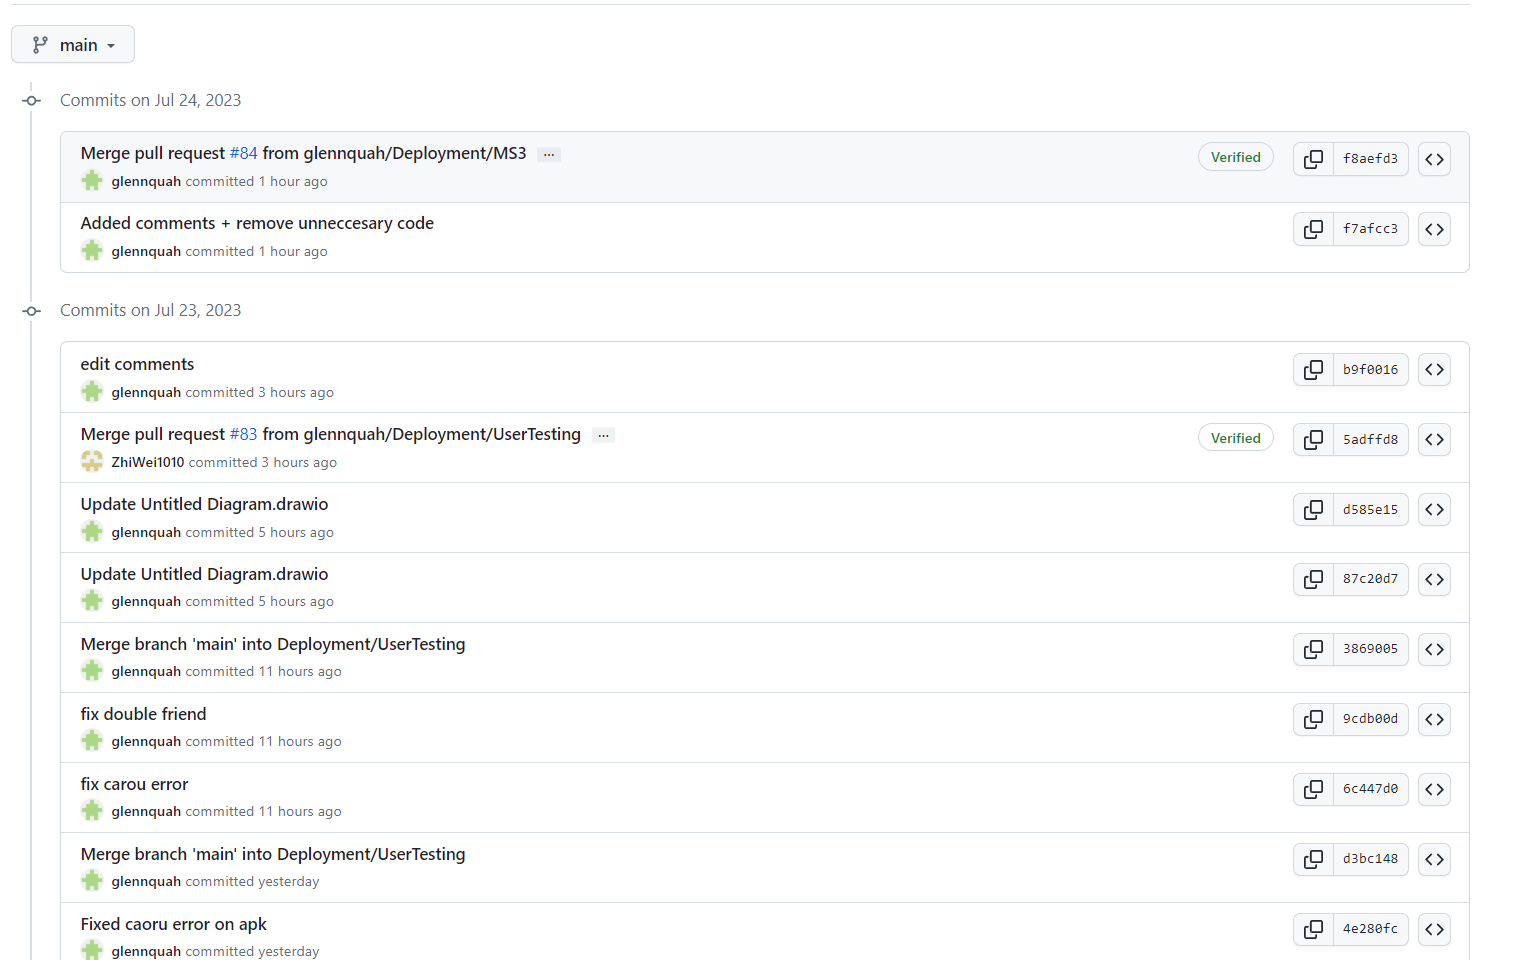 main
Commits on Jul 24, 2023
Merge pull request #84 from glennquah/Deployment/MS3 ...
glennquah committed 1 hour ago
Verified
f8aefd3
Added comments + remove unneccesary code
glennquah committed 1 hour ago
f7afcc3
Commits on Jul 23, 2023
edit comments
glennquah committed 3 hours ago
b9f0016
Merge pull request #83 from glennquah/Deployment/UserTesting ...
ZhiWei1010 committed 3 hours ago
Verified
5adffd8
Update Untitled Diagram.drawio
glennquah committed 5 hours ago
d585e15
Update Untitled Diagram.drawio
glennquah committed 5 hours ago
87c20d7
Merge branch 'main' into Deployment/UserTesting
glennquah committed 11 hours ago
3869005
fix double friend
glennquah committed 11 hours ago
9cdb00d
fix carou error
glennquah committed 11 hours ago
6c447d0
Merge branch 'main' into Deployment/UserTesting
glennquah committed yesterday
d3bc148
Fixed caoru error on apk
glennquah committed yesterday
4e280fc